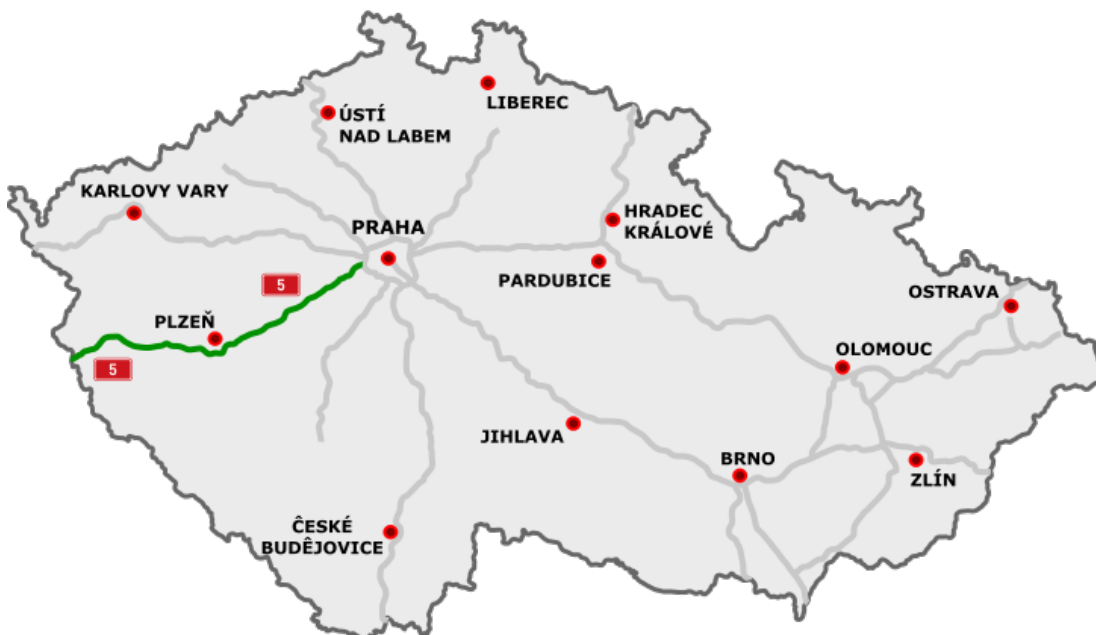 LIBEREC
ÚSTÍ
NAD LABEM
KARLOVY VARY
HRADEC
KRÁLOVÉ
PRAHA
PARDUBICE
5
OSTRAVA
PLZEŇ
OLOMOUC
5
JIHLAVA
BRNO
ZLÍN
ČESKÉ
BUDĚJOVICE